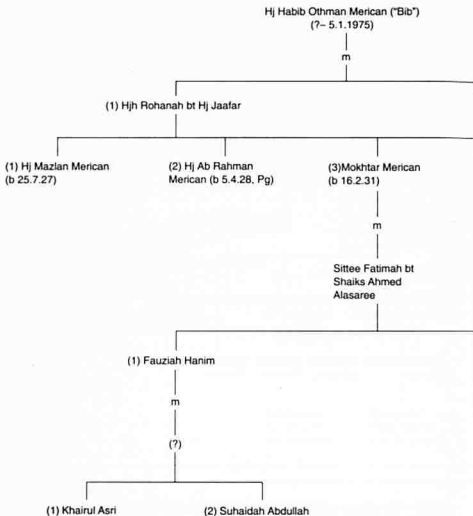 Hj Habib Othman Merican ("Bib")
(?– 5.1.1975)
m
(1) Hjh Rohanah bt Hj Jaafar
(1) Hj Mazlan Merican
(b 25.7.27)
(2) Hj Ab Rahman
Merican (b 5.4.28, Pg)
(3)Mokhtar Merican
(b 16.2.31)
m
Sittee Fatimah bt
Shaiks Ahmed
Alasaree
(1) Fauziah Hanim
m
(?)
(1) Khairul Asri
(2) Suhaidah Abdullah